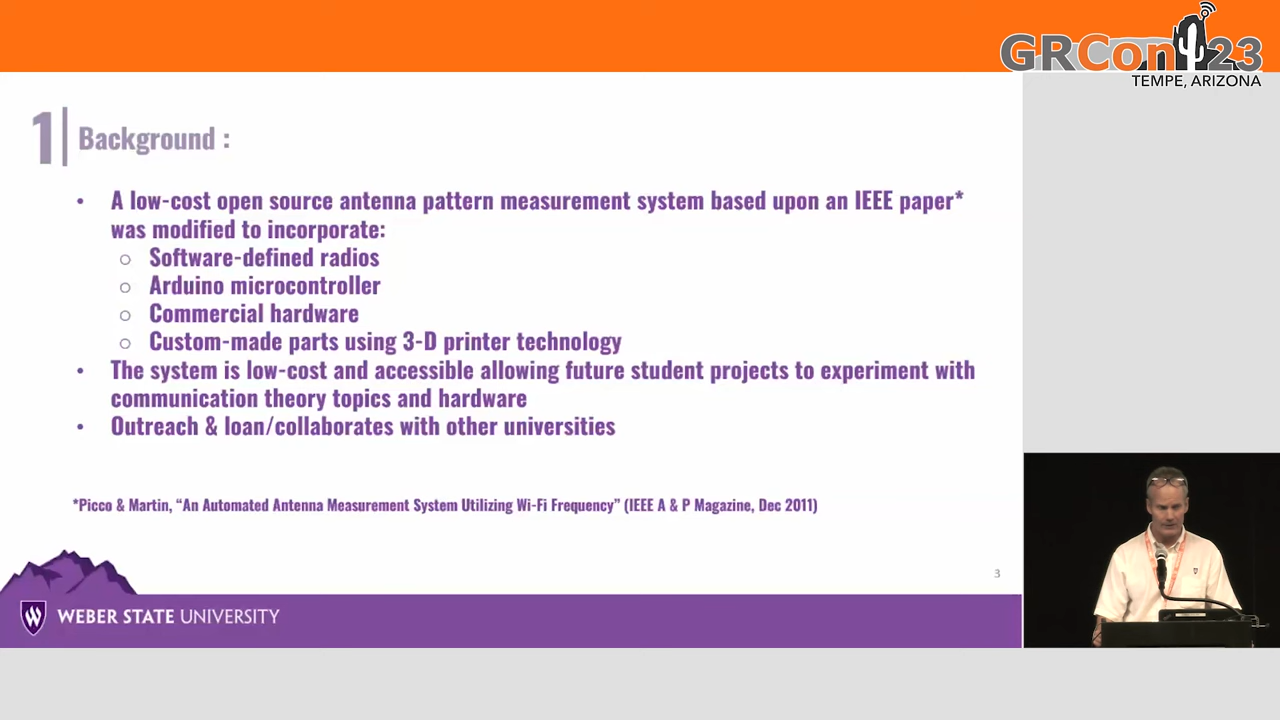 GRCon 23
TEMPE, ARIZONA
1 Background :
• A low-cost open source antenna pattern measurement system based upon an IEEE paper*
was modified to incorporate:
○ Software-defined radios
○ Arduino microcontroller
○ Commercial hardware
○ Custom-made parts using 3-D printer technology
• The system is low-cost and accessible allowing future student projects to experiment with
communication theory topics and hardware
• Outreach & loan/collaborates with other universities
*Picco & Martin, “An Automated Antenna Measurement System Utilizing Wi-Fi Frequency” (IEEE A & P Magazine, Dec 2011)
3
W WEBER STATE UNIVERSITY